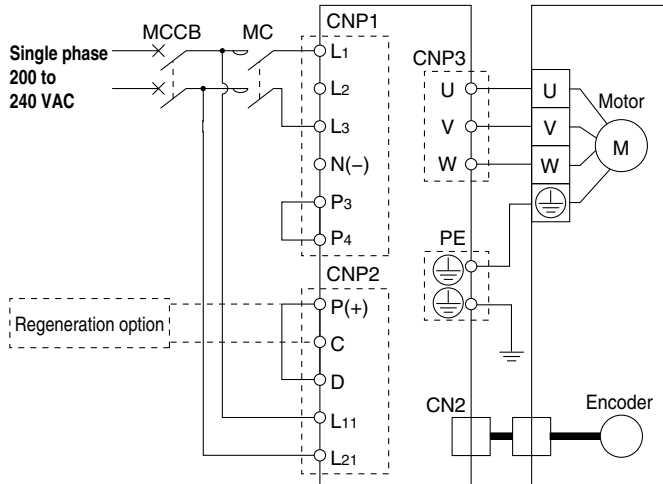 MCCB
MC
CNP1
Single phase
200 to
240 VAC
L1
L2
L3
N(−)
P3
P4
CNP2
Regeneration option
P(+)
C
D
L11
L21
CNP3
U
V
W
PE
CN2
U
V
W
Motor
M
Encoder